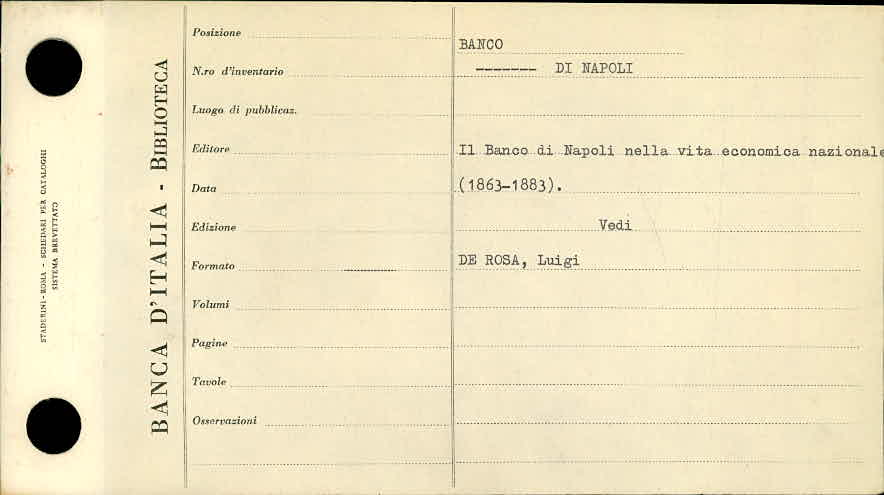 STADERINI - ROMA - SCHEDARI PER CATALOGHI
SISTEMA BREVETTATO
BANCA D'ITALIA - BIBLIOTECA
Posizione
N.ro d'inventario
Luogo di pubblicaz.
Editore
Data
Edizione
Formato
Volumi
Pagine
Tavole
Osservazioni
BANCO
------- DI NAPOLI
Il Banco di Napoli nella vita economica nazionale
(1863-1883).
Vedi
DE ROSA, Luigi